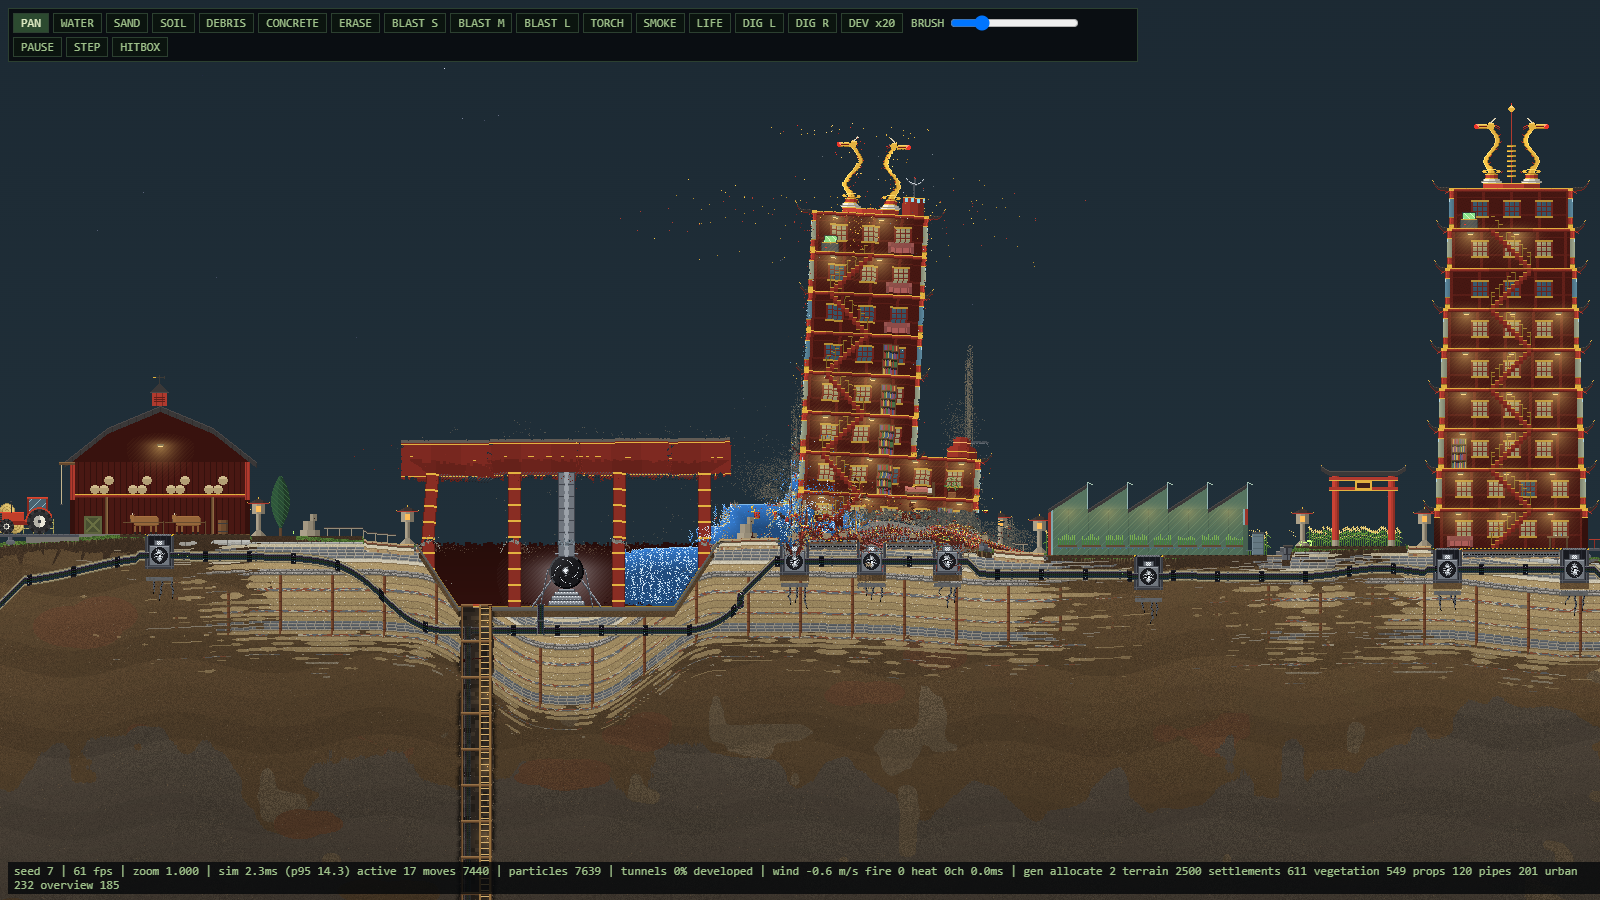 PAN WATER SAND SOIL DEBRIS CONCRETE ERASE BLAST S BLAST M BLAST L TORCH SMOKE LIFE DIG L DIG R DEV x20 BRUSH
PAUSE STEP HITBOX
seed 7 | 61 fps | zoom 1.000 | sim 2.3ms (p95 14.3) active 17 moves 7440 | particles 7639 | tunnels 0% developed | wind -0.6 m/s fire 0 heat 0ch 0.0ms | gen allocate 2 terrain 2500 settlements 611 vegetation 549 props 120 pipes 201 urban
232 overview 185